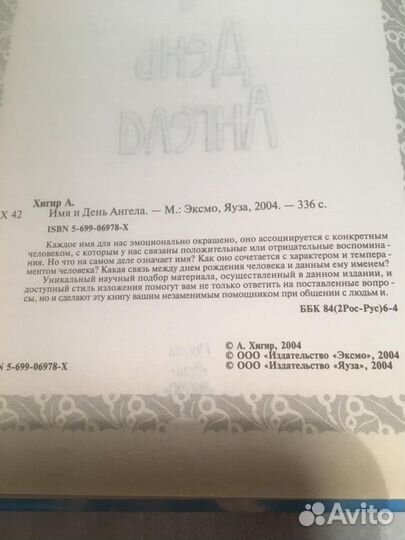 День
Ангела
Хигир А.
Х 42 Имя и День Ангела. — М.: Эксмо, Яуза, 2004. — 336 с.
ISBN 5-699-06978-X
Каждое имя для нас эмоционально окрашено, оно ассоциируется с конкретным
человеком, с которым у нас связаны положительные или отрицательные воспомина-
ния. Но что на самом деле означает имя? Как оно сочетается с характером и темпера-
ментом человека? Какая связь между днем рождения человека и данным ему именем?
Уникальный научный подбор материала, осуществленный в данном издании, и
доступный стиль изложения помогут вам не только ответить на поставленные вопро-
сы, но и сделают эту книгу вашим незаменимым помощником при общении с людьми.
ББК 84(2Рос-Рус)6-4
© А. Хигир, 2004
© ООО «Издательство «Эксмо», 2004
N 5-699-06978-X © ООО «Издательство «Яуза», 2004
Avito